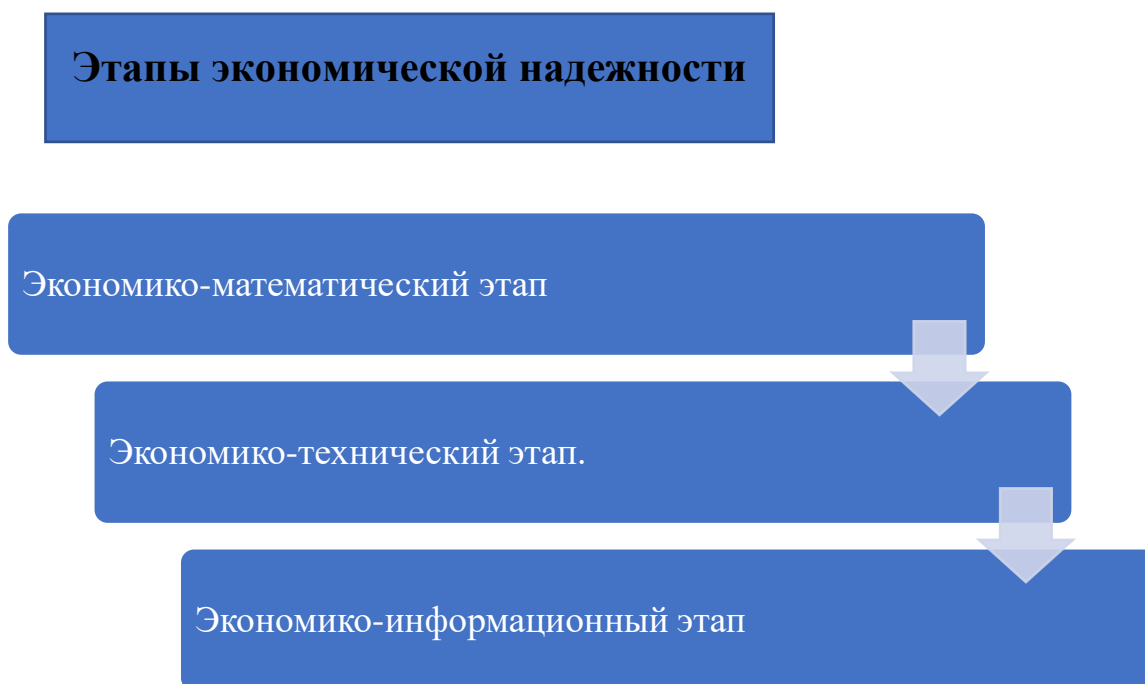 Этапы экономической надежности
Экономико-математический этап
Экономико-технический этап.
Экономико-информационный этап